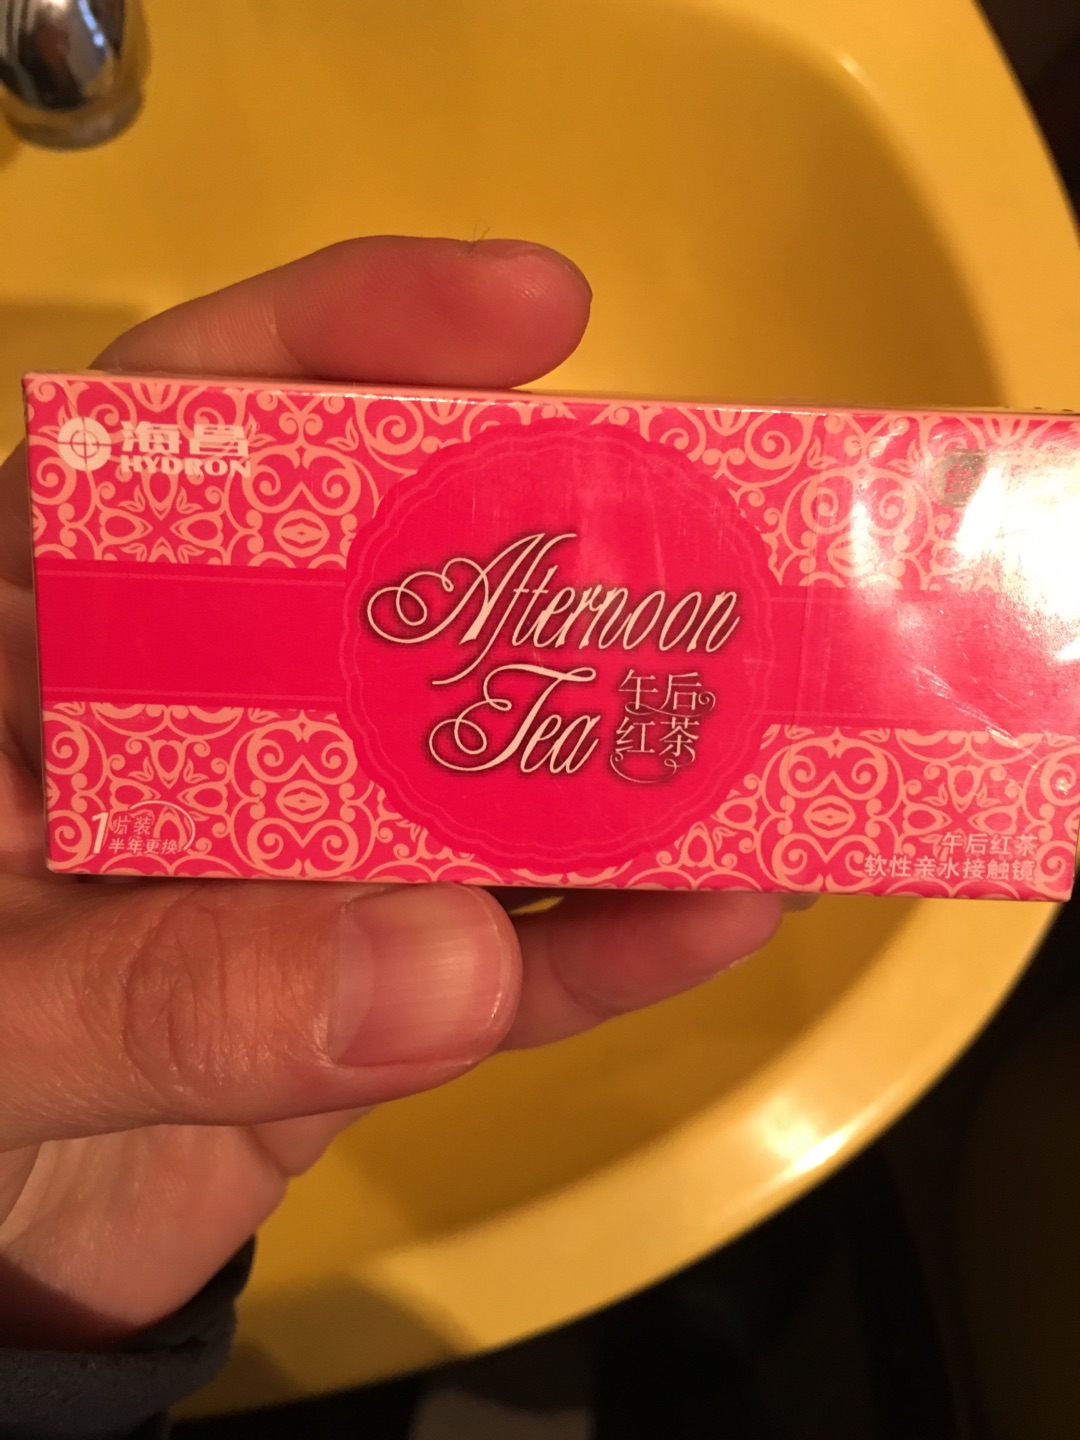 海昌
HYDRON
Afternoon
Tea
午后
红茶
1片装
半年更换
午后红茶
软性亲水接触镜